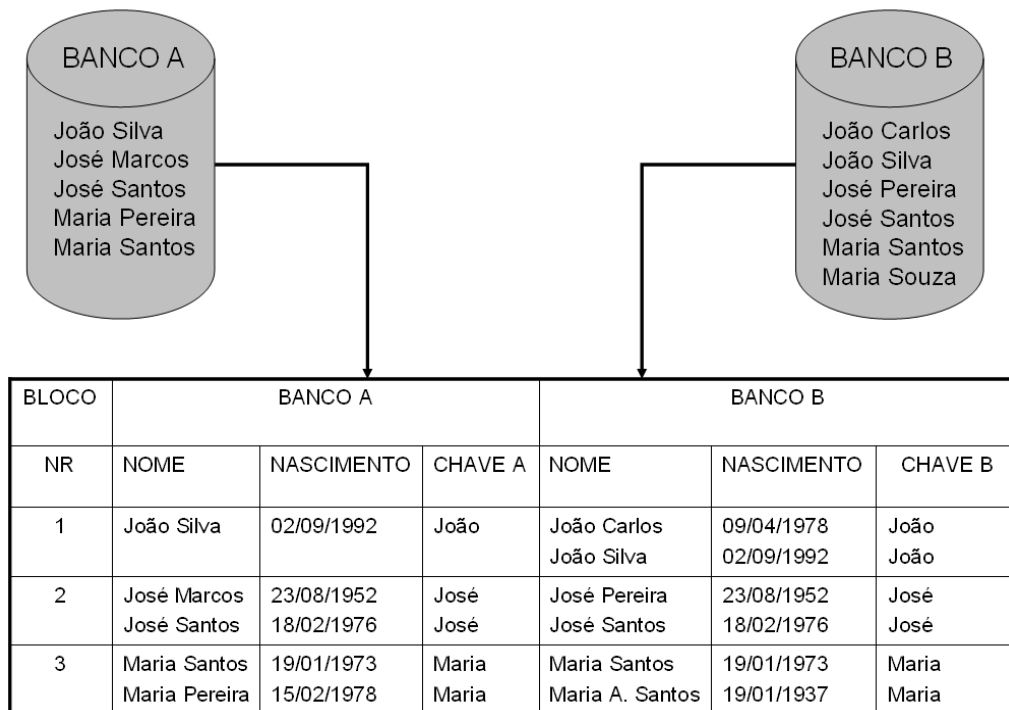 BANCO A
João Silva
José Marcos
José Santos
Maria Pereira
Maria Santos
BANCO B
João Carlos
João Silva
José Pereira
José Santos
Maria Santos
Maria Souza
BLOCO BANCO A BANCO B
NR NOME NASCIMENTO CHAVE A NOME NASCIMENTO CHAVE B
1 João Silva 02/09/1992 João João Carlos 09/04/1978 João
João Silva 02/09/1992 João
2 José Marcos 23/08/1952 José José Pereira 23/08/1952 José
José Santos 18/02/1976 José José Santos 18/02/1976 José
3 Maria Santos 19/01/1973 Maria Maria Santos 19/01/1973 Maria
Maria Pereira 15/02/1978 Maria Maria A. Santos 19/01/1937 Maria